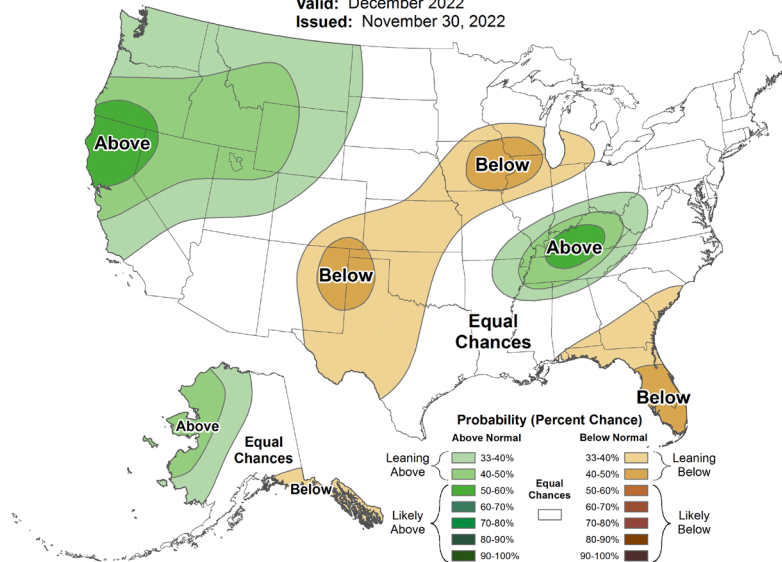 Valid: December 2022
Issued: November 30, 2022
Above
Below
Above
Below
Equal
Chances
Below
Above
Equal
Chances
Below
Probability (Percent Chance)
Above Normal
Below Normal
Leaning
Above
33-40%
40-50%
Likely
Above
50-60%
60-70%
70-80%
80-90%
90-100%
Equal
Chances
33-40%
40-50%
Leaning
Below
50-60%
60-70%
70-80%
80-90%
90-100%
Likely
Below